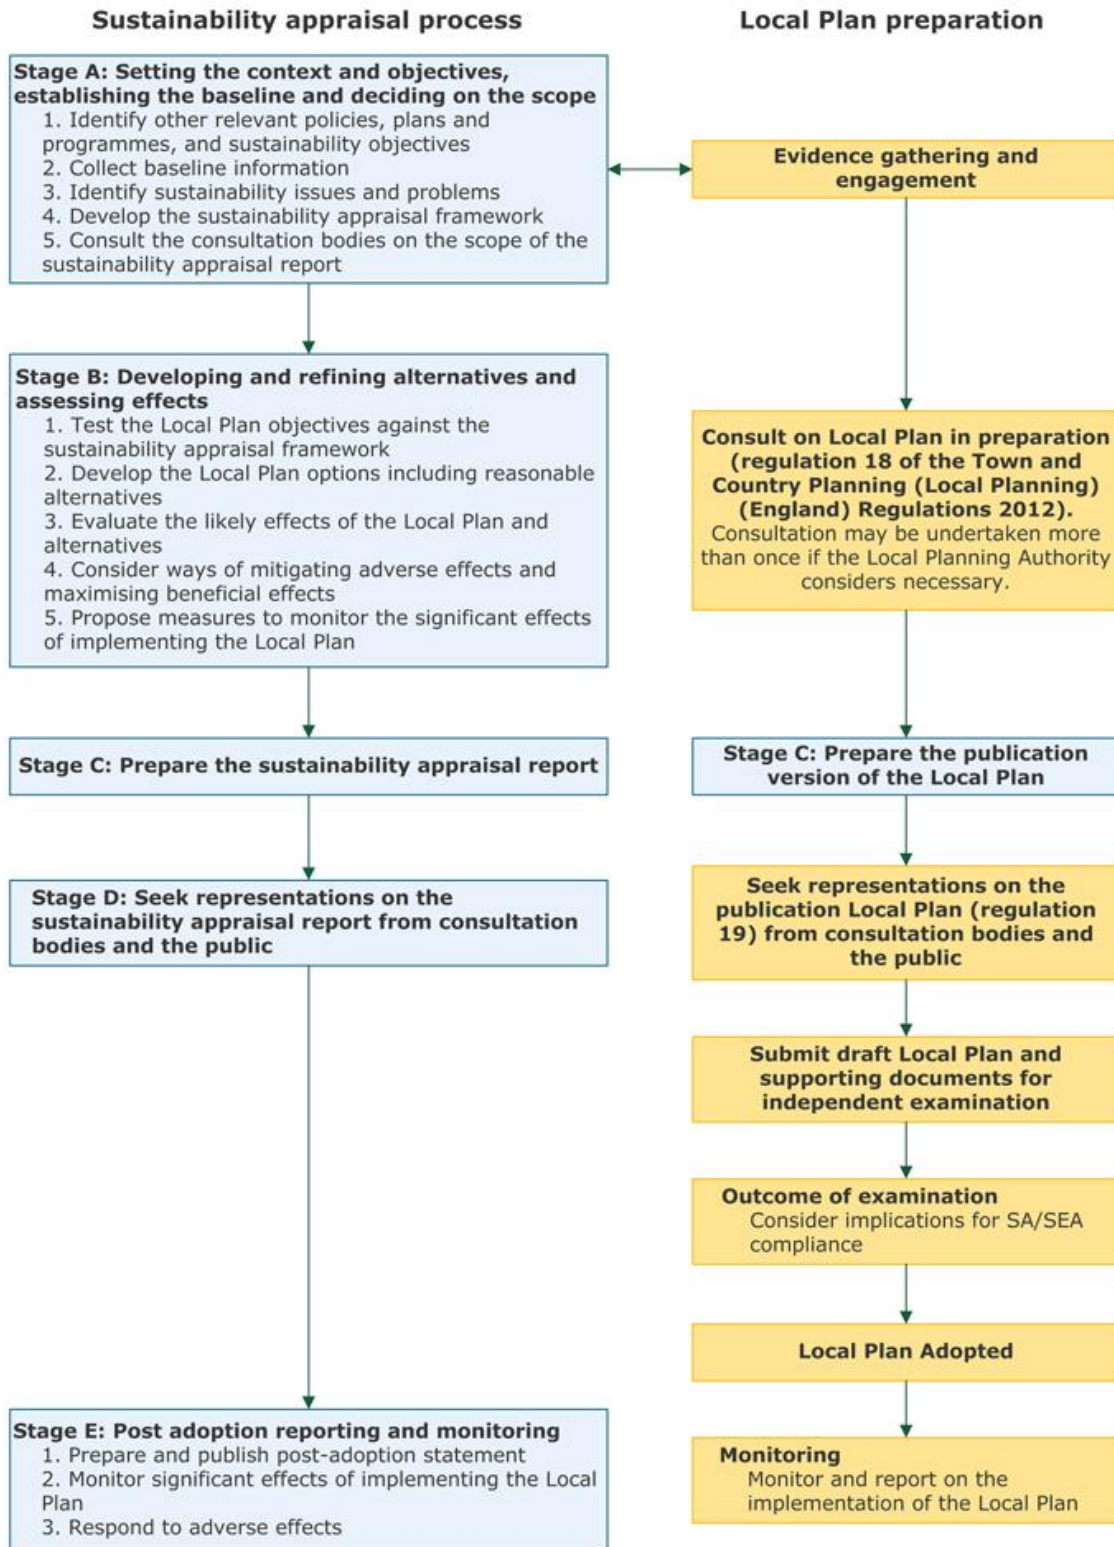 Sustainability appraisal process
Local Plan preparation
Stage A: Setting the context and objectives,
establishing the baseline and deciding on the scope
1. Identify other relevant policies, plans and
programmes, and sustainability objectives
2. Collect baseline information
3. Identify sustainability issues and problems
4. Develop the sustainability appraisal framework
5. Consult the consultation bodies on the scope of the
sustainability appraisal report
Evidence gathering and
engagement
Stage B: Developing and refining alternatives and
assessing effects
1. Test the Local Plan objectives against the
sustainability appraisal framework
2. Develop the Local Plan options including reasonable
alternatives
3. Evaluate the likely effects of the Local Plan and
alternatives
4. Consider ways of mitigating adverse effects and
maximising beneficial effects
5. Propose measures to monitor the significant effects
of implementing the Local Plan
Consult on Local Plan in preparation
(regulation 18 of the Town and
Country Planning (Local Planning)
(England) Regulations 2012).
Consultation may be undertaken more
than once if the Local Planning Authority
considers necessary.
Stage C: Prepare the sustainability appraisal report
Stage C: Prepare the publication
version of the Local Plan
Stage D: Seek representations on the
sustainability appraisal report from consultation
bodies and the public
Seek representations on the
publication Local Plan (regulation
19) from consultation bodies and
the public
Submit draft Local Plan and
supporting documents for
independent examination
Outcome of examination
Consider implications for SA/SEA
compliance
Local Plan Adopted
Stage E: Post adoption reporting and monitoring
1. Prepare and publish post-adoption statement
2. Monitor significant effects of implementing the Local
Plan
3. Respond to adverse effects
Monitoring
Monitor and report on the
implementation of the Local Plan